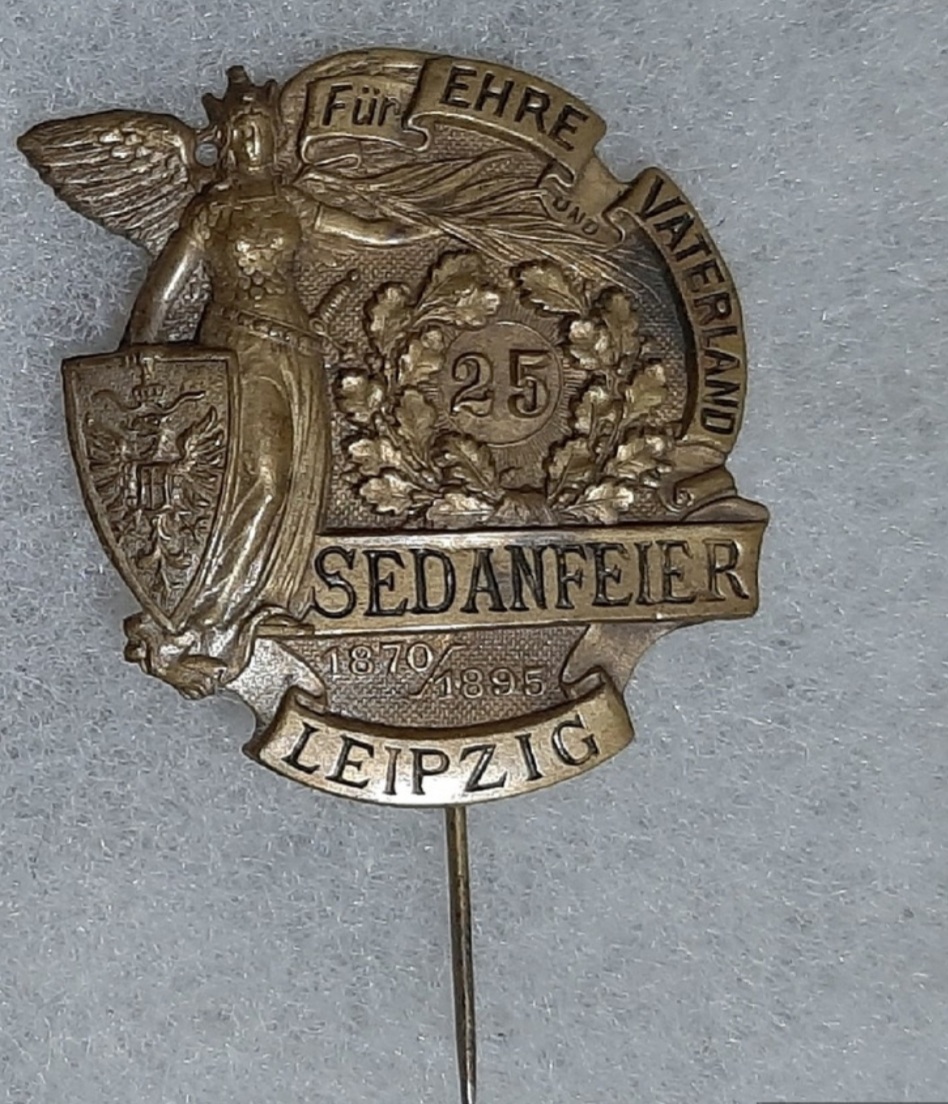 Für EHRE
UND
VATERLAND
25
SEDANFEIER
1870/
1895
LEIPZIG